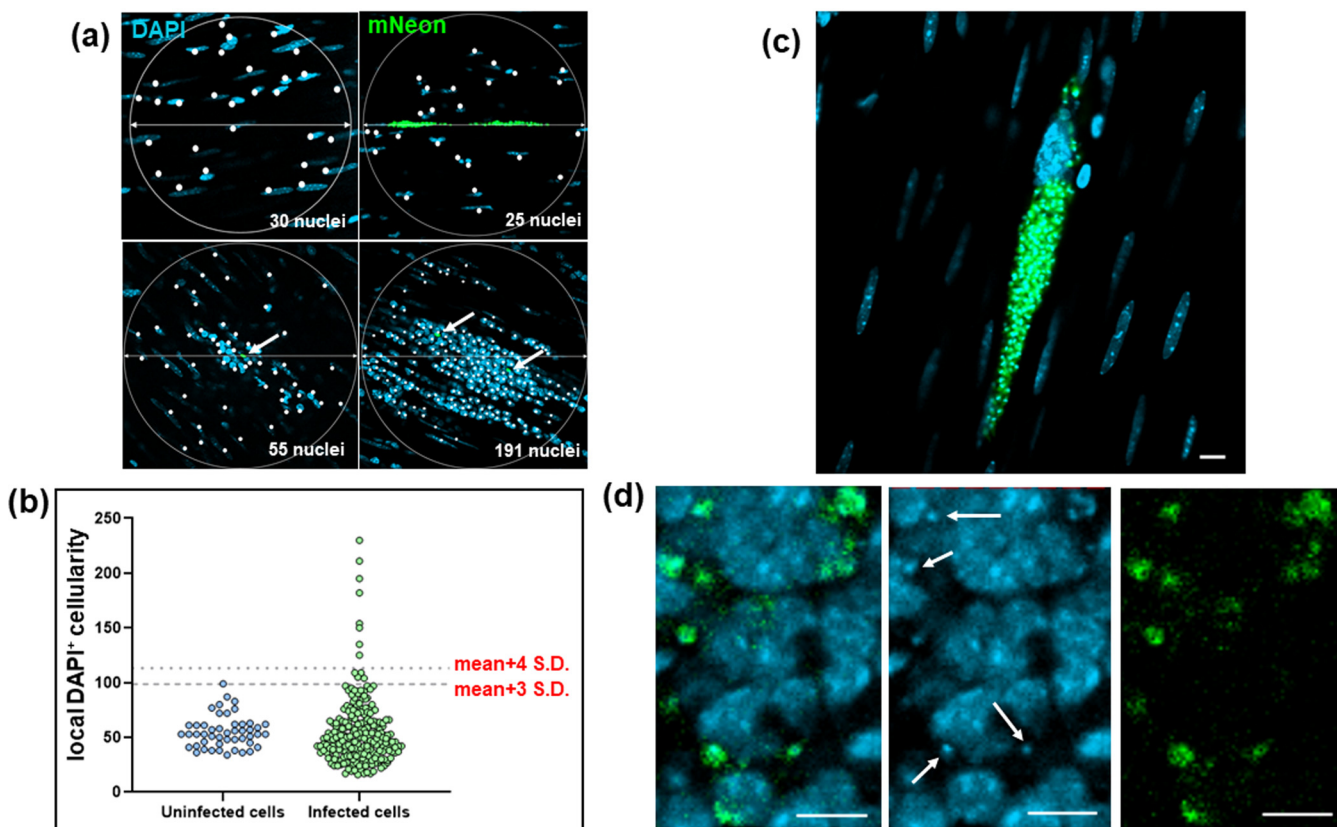 (a)
DAPI
mNeon
30 nuclei
25 nuclei
55 nuclei
191 nuclei
(b)
local DAPI⁺ cellularity
250
200
150
100
50
0
mean+4 S.D.
mean+3 S.D.
Uninfected cells
Infected cells
(c)
(d)